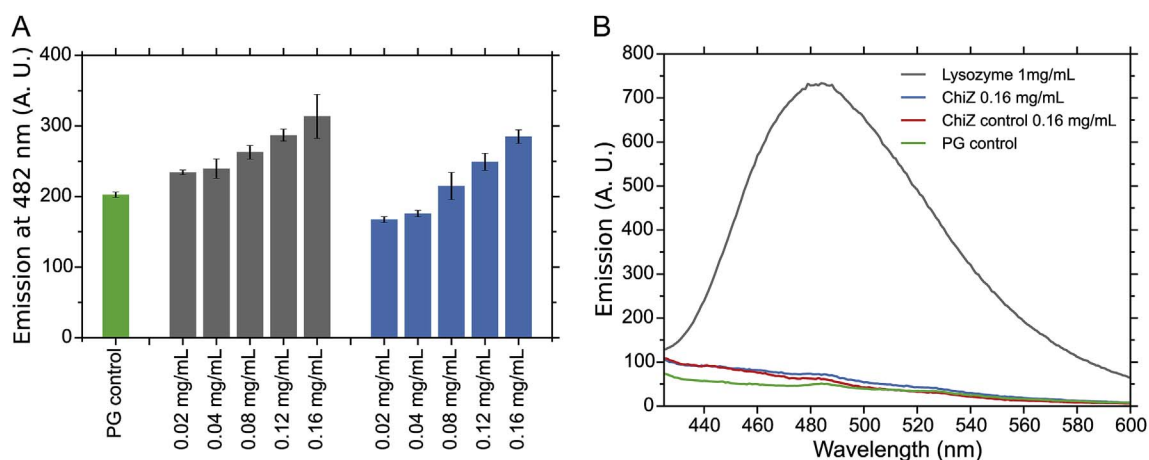 A
Emission at 482 nm (A. U.)
400
300
200
100
0
PG control
0.02 mg/mL
0.04 mg/mL
0.08 mg/mL
0.12 mg/mL
0.16 mg/mL
0.02 mg/mL
0.04 mg/mL
0.08 mg/mL
0.12 mg/mL
0.16 mg/mL
B
Emission (A. U.)
800
700
600
500
400
300
200
100
0
Lysozyme 1mg/mL
ChiZ 0.16 mg/mL
ChiZ control 0.16 mg/mL
PG control
440 460 480 500 520 540 560 580 600
Wavelength (nm)